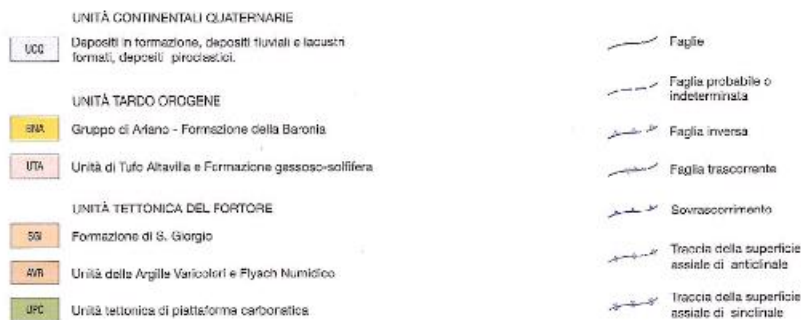 UNITÀ CONTINENTALI QUATERNARIE
UCQ
Depositi in formazione, depositi fluviali e lacustri
formati, depositi piroclastici.
UNITÀ TARDO OROGENE
BNA
Gruppo di Ariano - Formazione della Baronia
UTA
Unità di Tufo Altavilla e Formazione gessoso-solfifera
UNITÀ TETTONICA DEL FORTORE
SGI
Formazione di S. Giorgio
AVR
Unità delle Argille Varicolori e Flysch Numidico
UPC
Unità tettonica di piattaforma carbonatica
Faglie
Faglia probabile o
indeterminata
Faglia inversa
Faglia trascorrente
Sovrascorrimento
Traccia della superficie
assiale di anticlinale
Traccia della superficie
assiale di sinclinale